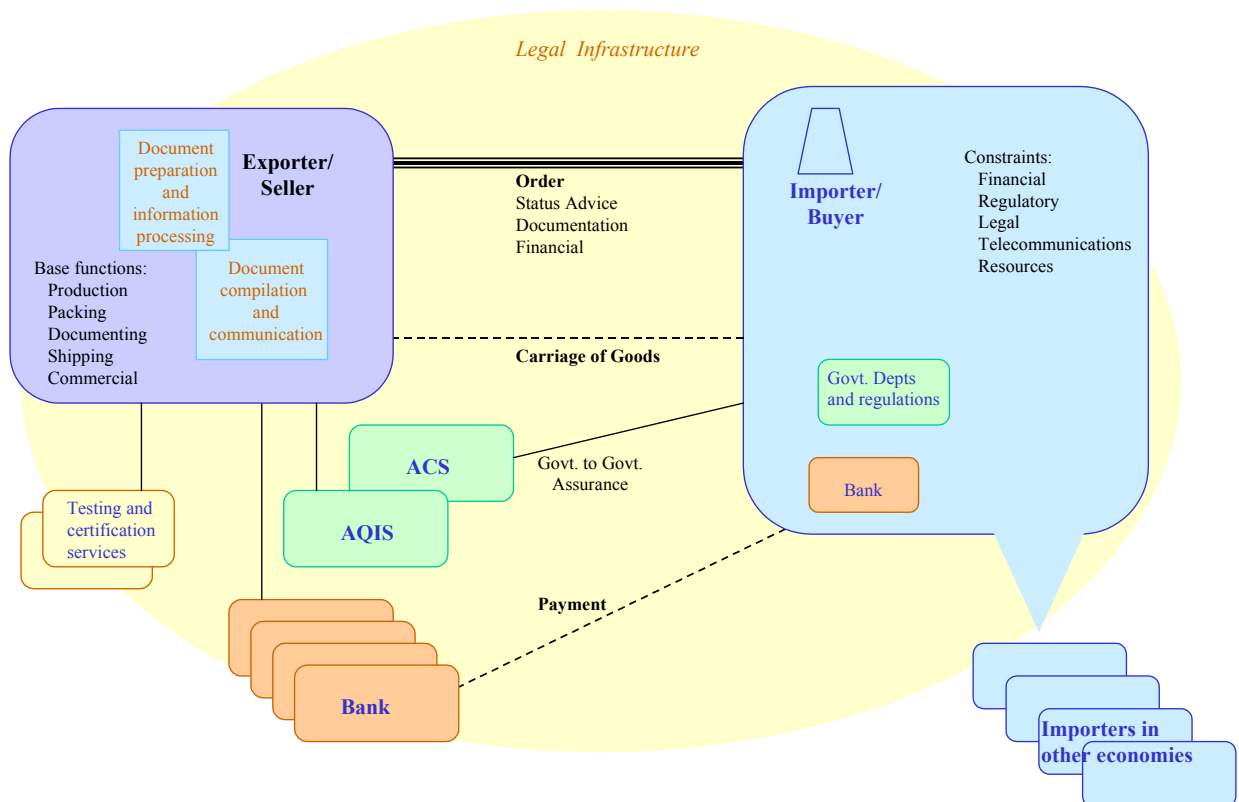 Legal Infrastructure
Document
preparation
and
information
processing
Exporter/
Seller
Base functions:
Production
Packing
Documenting
Shipping
Commercial
Document
compilation
and
communication
Order
Status Advice
Documentation
Financial
Carriage of Goods
Importer/
Buyer
Constraints:
Financial
Regulatory
Legal
Telecommunications
Resources
Govt. Depts
and regulations
Bank
ACS
AQIS
Govt. to Govt.
Assurance
Testing and
certification
services
Payment
Bank
Importers in
other economies